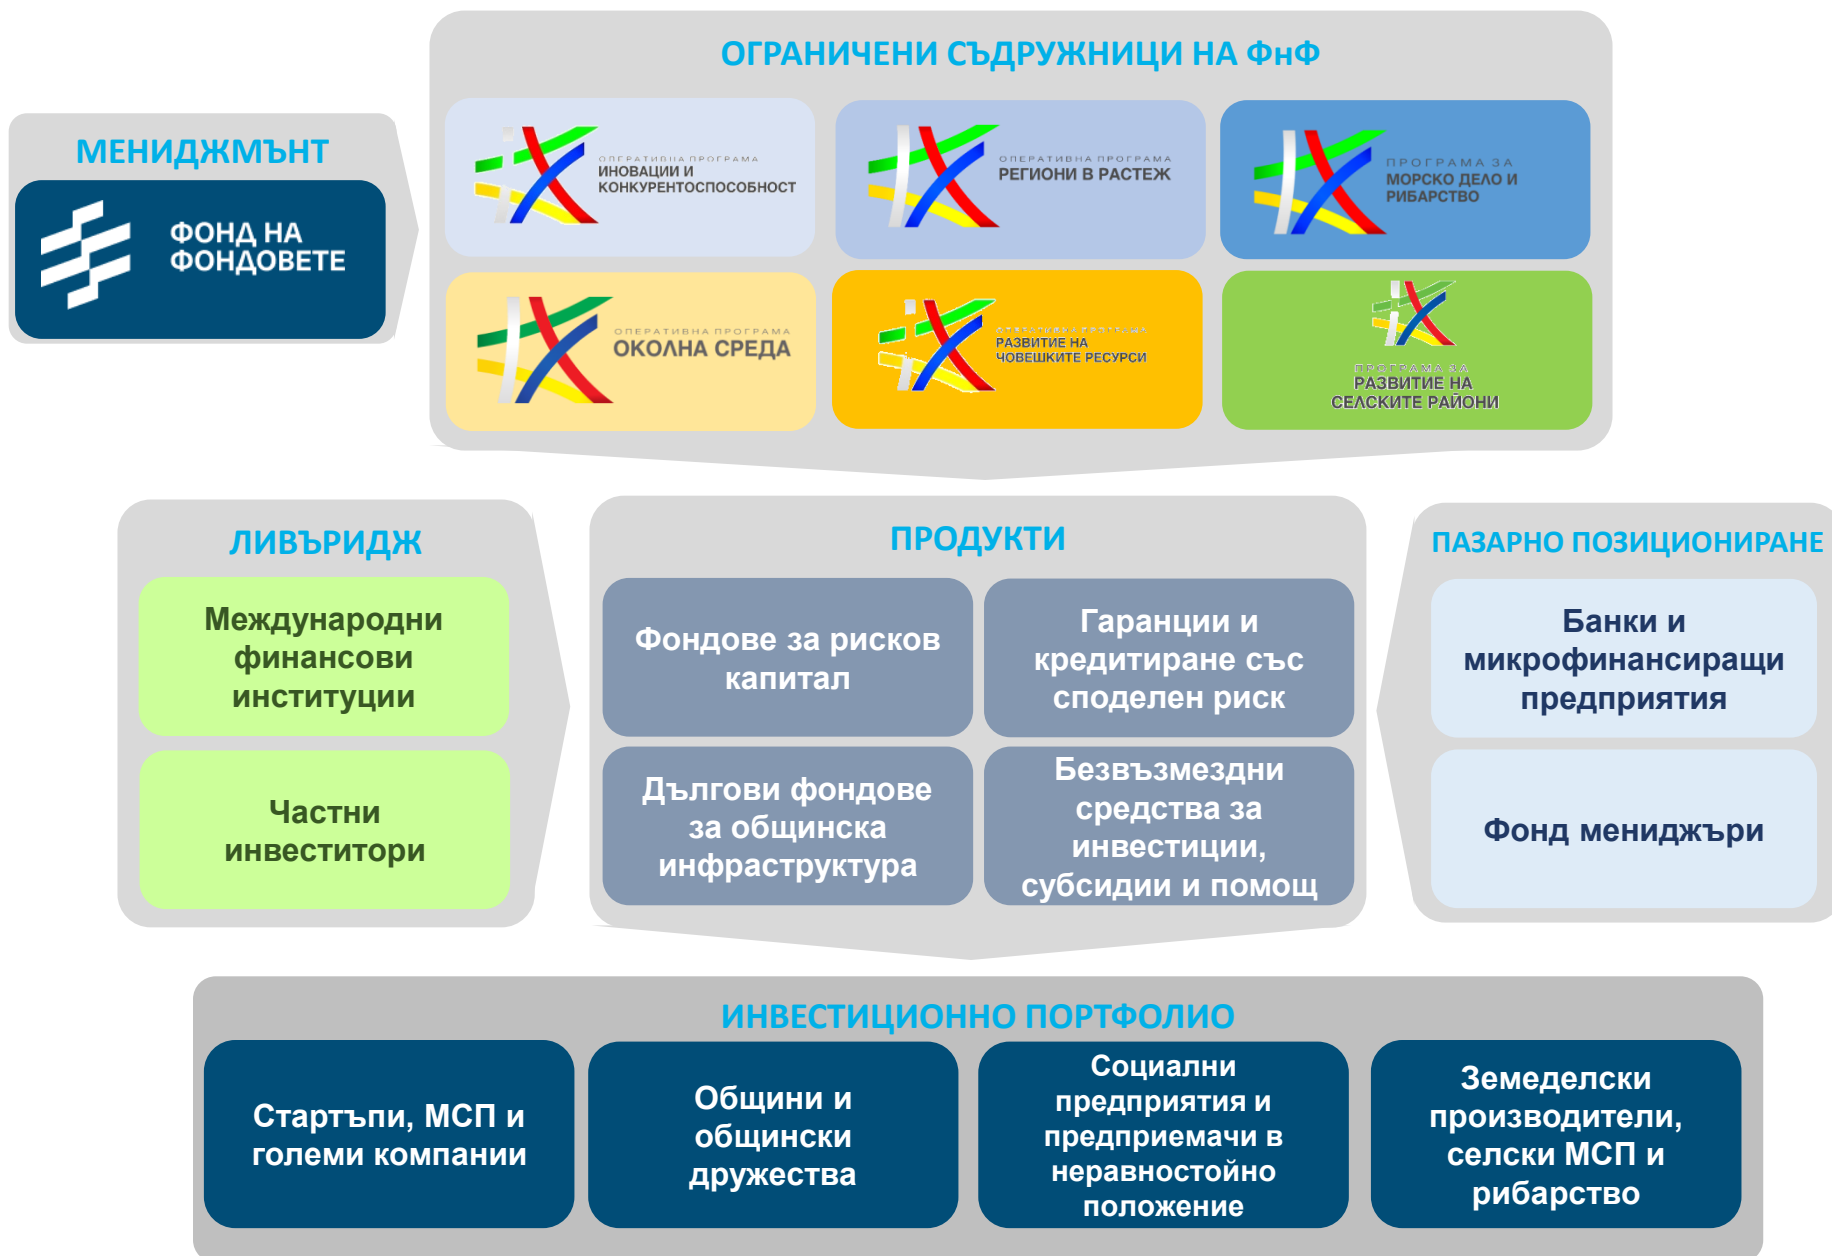 ОГРАНИЧЕНИ СЪДРУЖНИЦИ НА ФнФ
МЕНИДЖМЪНТ
ФОНД НА
ФОНДОВЕТЕ
ОПЕРАТИВНА ПРОГРАМА
ИНОВАЦИИ И
КОНКУРЕНТОСПОСОБНОСТ
ОПЕРАТИВНА ПРОГРАМА
РЕГИОНИ В РАСТЕЖ
ПРОГРАМА ЗА
МОРСКО ДЕЛО И
РИБАРСТВО
ОПЕРАТИВНА ПРОГРАМА
ОКОЛНА СРЕДА
ОПЕРАТИВНА ПРОГРАМА
РАЗВИТИЕ НА
ЧОВЕШКИТЕ РЕСУРСИ
ПРОГРАМА ЗА
РАЗВИТИЕ НА
СЕЛСКИТЕ РАЙОНИ
ЛИВЪРИДЖ
Международни
финансови
институции
Частни
инвеститори
ПРОДУКТИ
Фондове за рисков
капитал
Гаранции и
кредитиране със
споделен риск
Дългови фондове
за общинска
инфраструктура
Безвъзмездни
средства за
инвестиции,
субсидии и помощ
ПАЗАРНО ПОЗИЦИОНИРАНЕ
Банки и
микрофинансиращи
предприятия
Фонд мениджъри
ИНВЕСТИЦИОННО ПОРТФОЛИО
Стартъпи, МСП и
големи компании
Общини и
общински
дружества
Социални
предприятия и
предприемачи в
неравностойно
положение
Земеделски
производители,
селски МСП и
рибарство